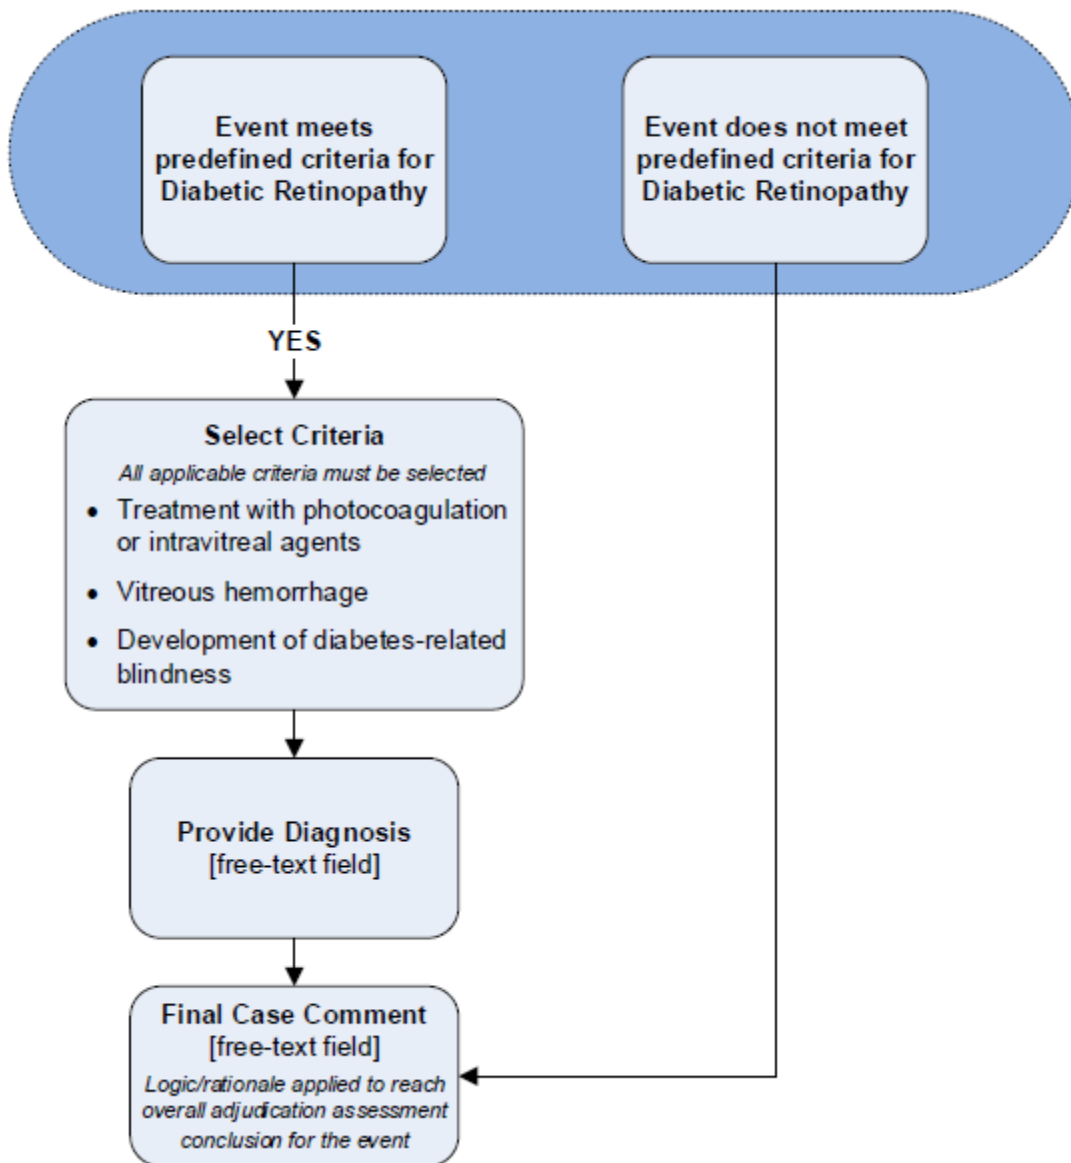 Event meets
predefined criteria for
Diabetic Retinopathy
Event does not meet
predefined criteria for
Diabetic Retinopathy
YES
Select Criteria
All applicable criteria must be selected
• Treatment with photocoagulation
or intravitreal agents
• Vitreous hemorrhage
• Development of diabetes-related
blindness
Provide Diagnosis
[free-text field]
Final Case Comment
[free-text field]
Logic/rationale applied to reach
overall adjudication assessment
conclusion for the event